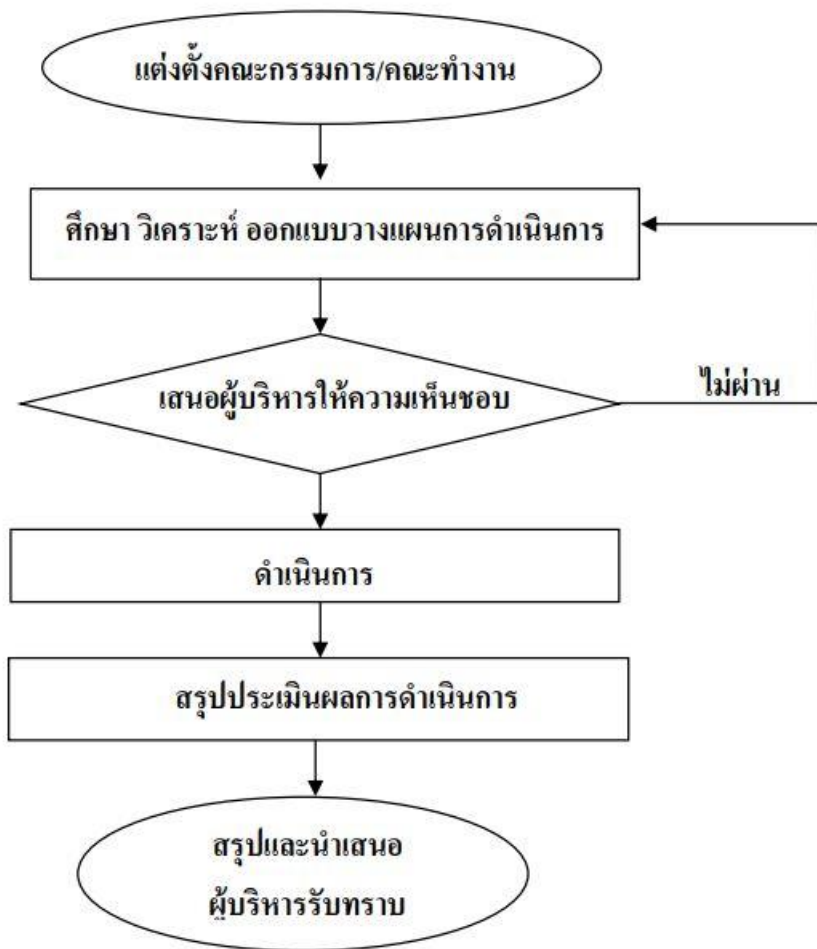 แต่งตั้งคณะกรรมการ/คณะทำงาน
ศึกษา วิเคราะห์ ออกแบบวางแผนการดำเนินการ
เสนอผู้บริหารให้ความเห็นชอบ
ไม่ผ่าน
ดำเนินการ
สรุปประเมินผลการดำเนินการ
สรุปและนำเสนอ
ผู้บริหารรับทราบ